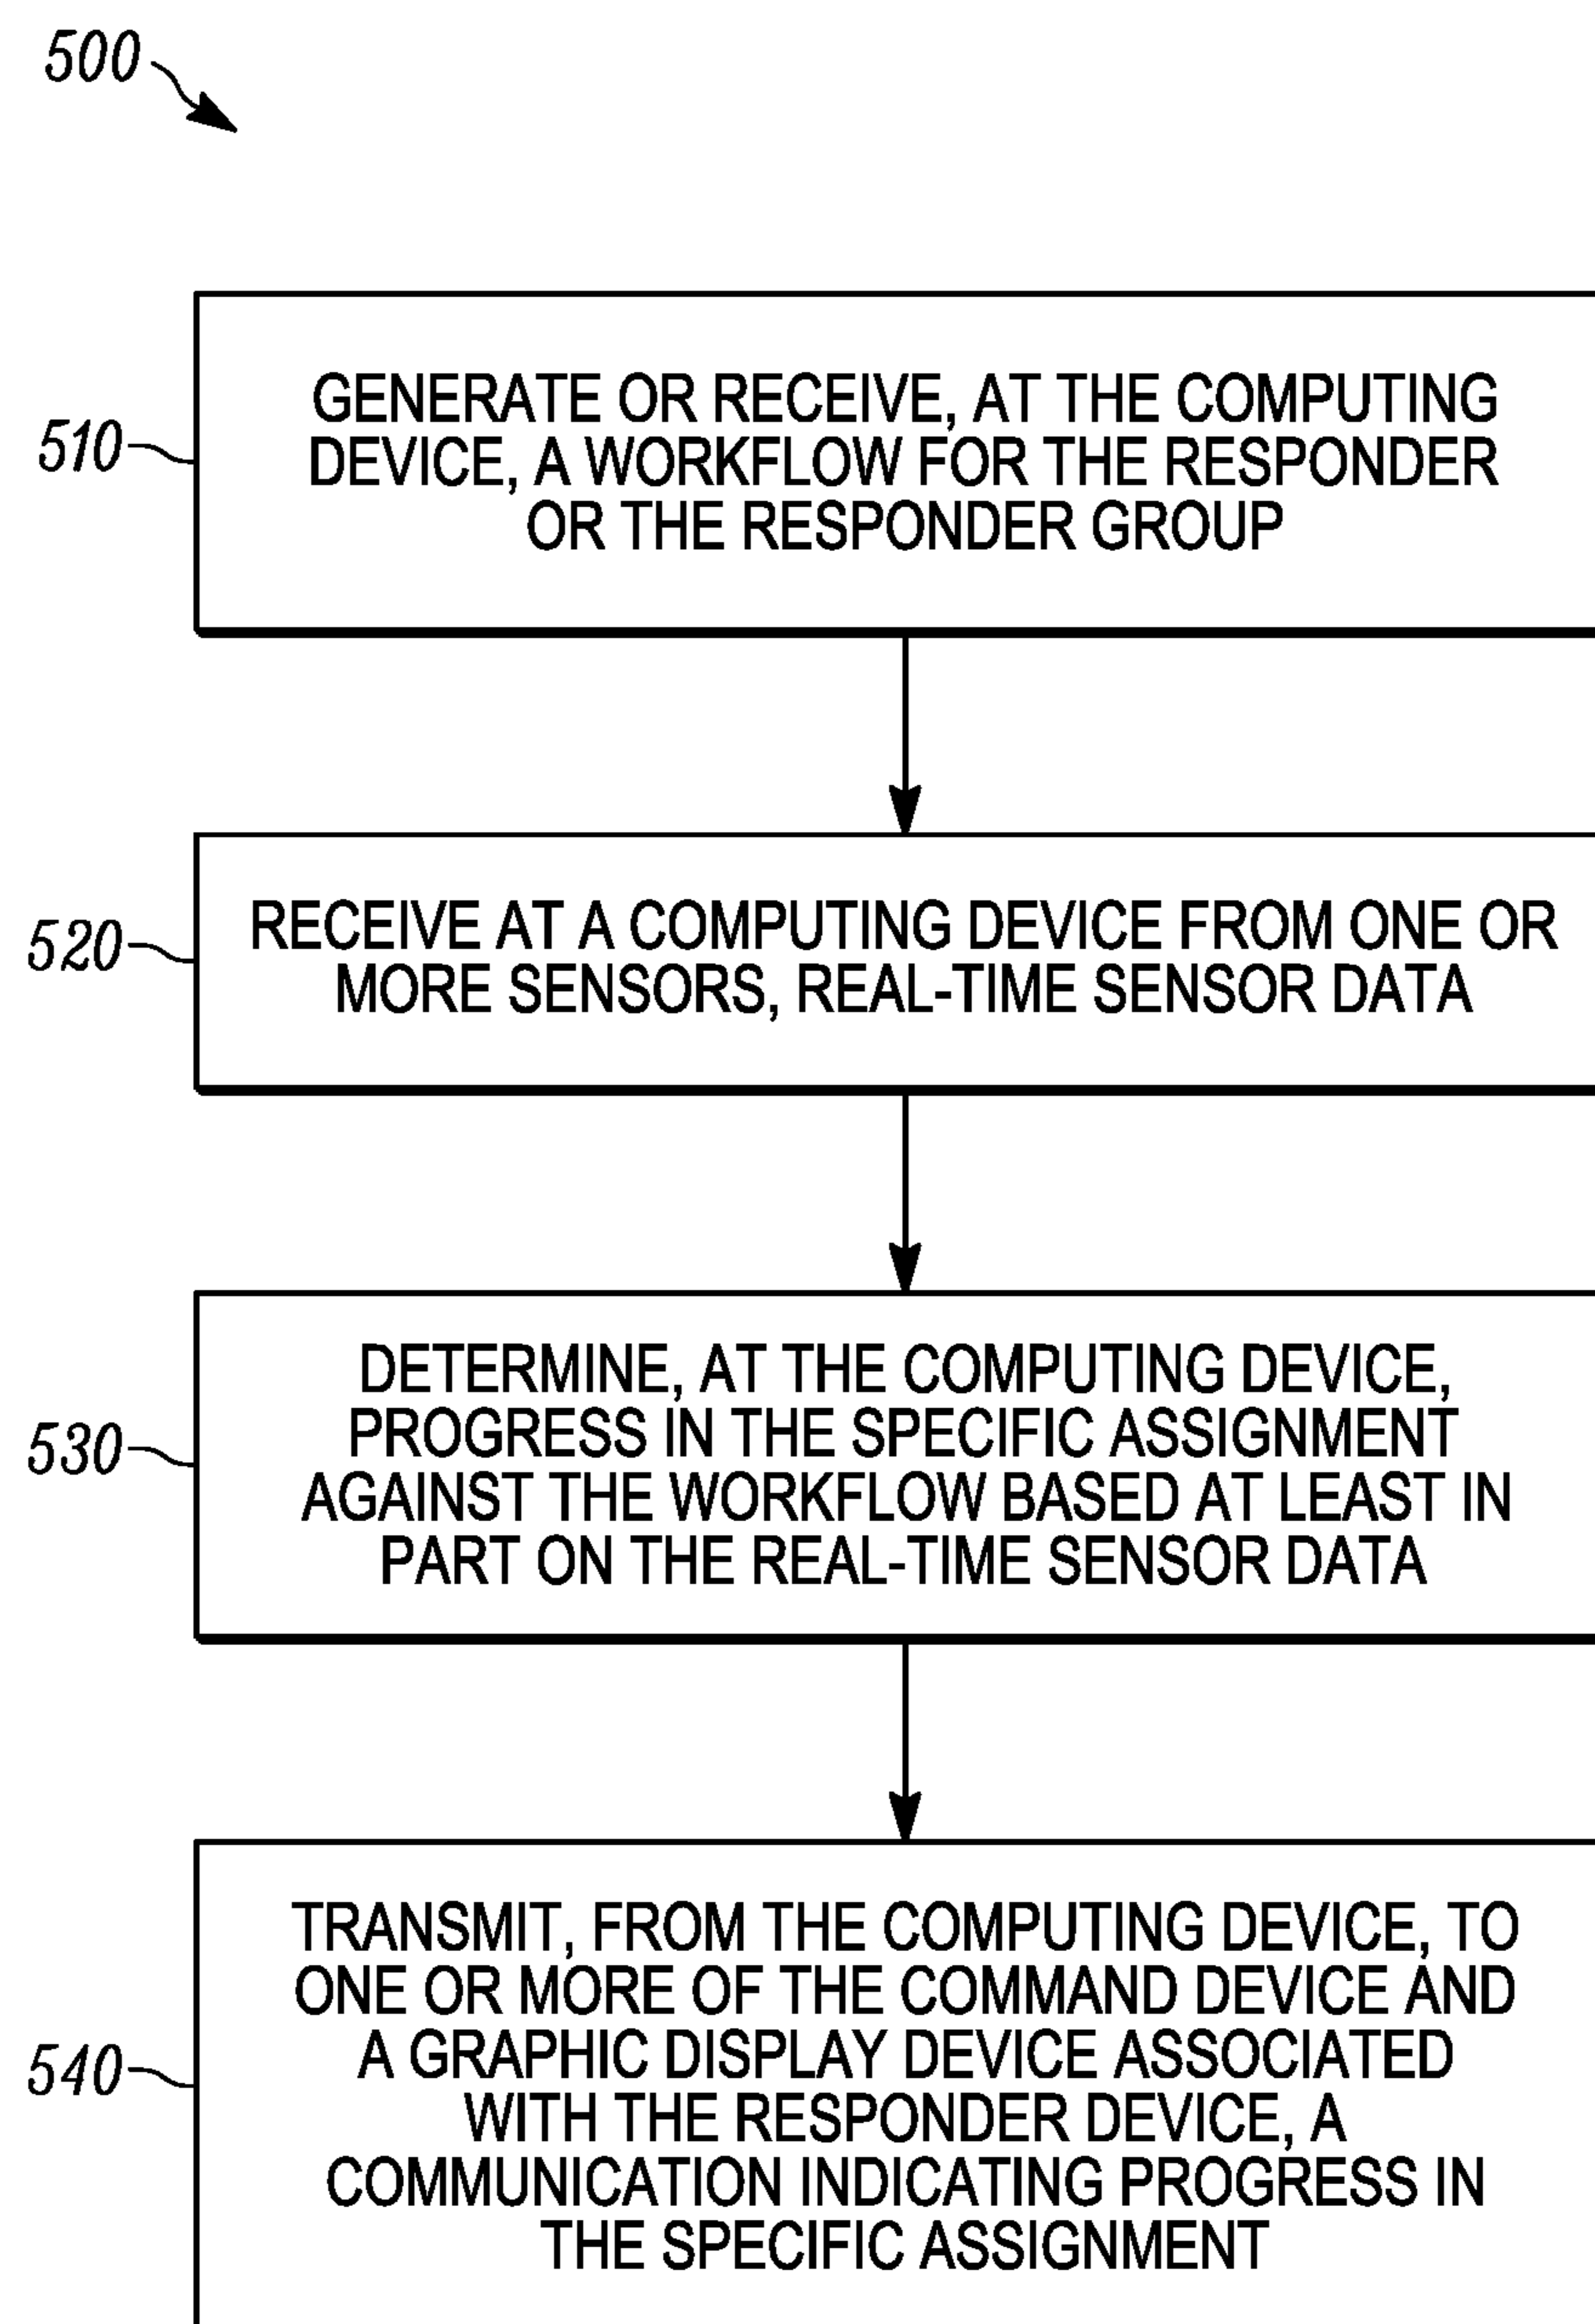 500
510
GENERATE OR RECEIVE, AT THE COMPUTING
DEVICE, A WORKFLOW FOR THE RESPONDER
OR THE RESPONDER GROUP
520
RECEIVE AT A COMPUTING DEVICE FROM ONE OR
MORE SENSORS, REAL-TIME SENSOR DATA
530
DETERMINE, AT THE COMPUTING DEVICE,
PROGRESS IN THE SPECIFIC ASSIGNMENT
AGAINST THE WORKFLOW BASED AT LEAST IN
PART ON THE REAL-TIME SENSOR DATA
540
TRANSMIT, FROM THE COMPUTING DEVICE, TO
ONE OR MORE OF THE COMMAND DEVICE AND
A GRAPHIC DISPLAY DEVICE ASSOCIATED
WITH THE RESPONDER DEVICE, A
COMMUNICATION INDICATING PROGRESS IN
THE SPECIFIC ASSIGNMENT